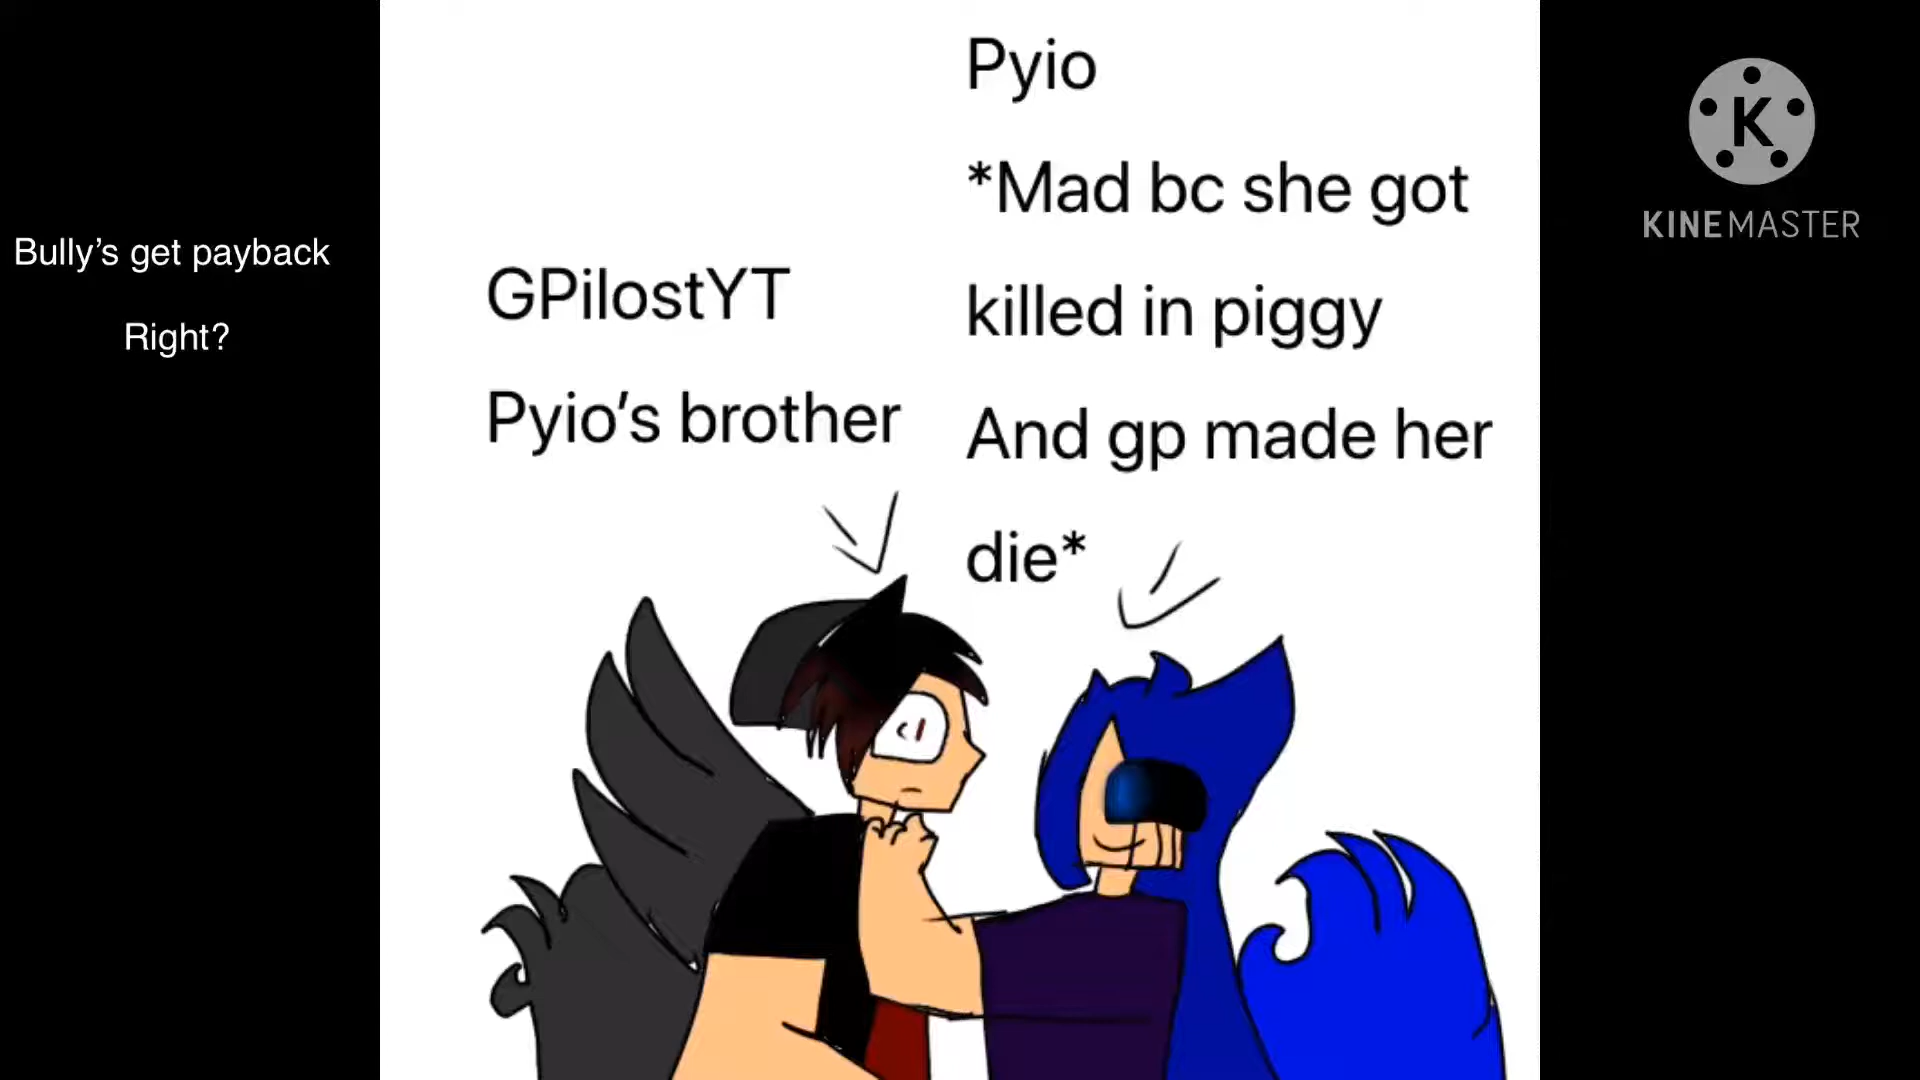 Bully’s get payback
Right?
GPilostYT
Pyio’s brother
Pyio
*Mad bc she got
killed in piggy
And gp made her
die*
K
KINEMASTER